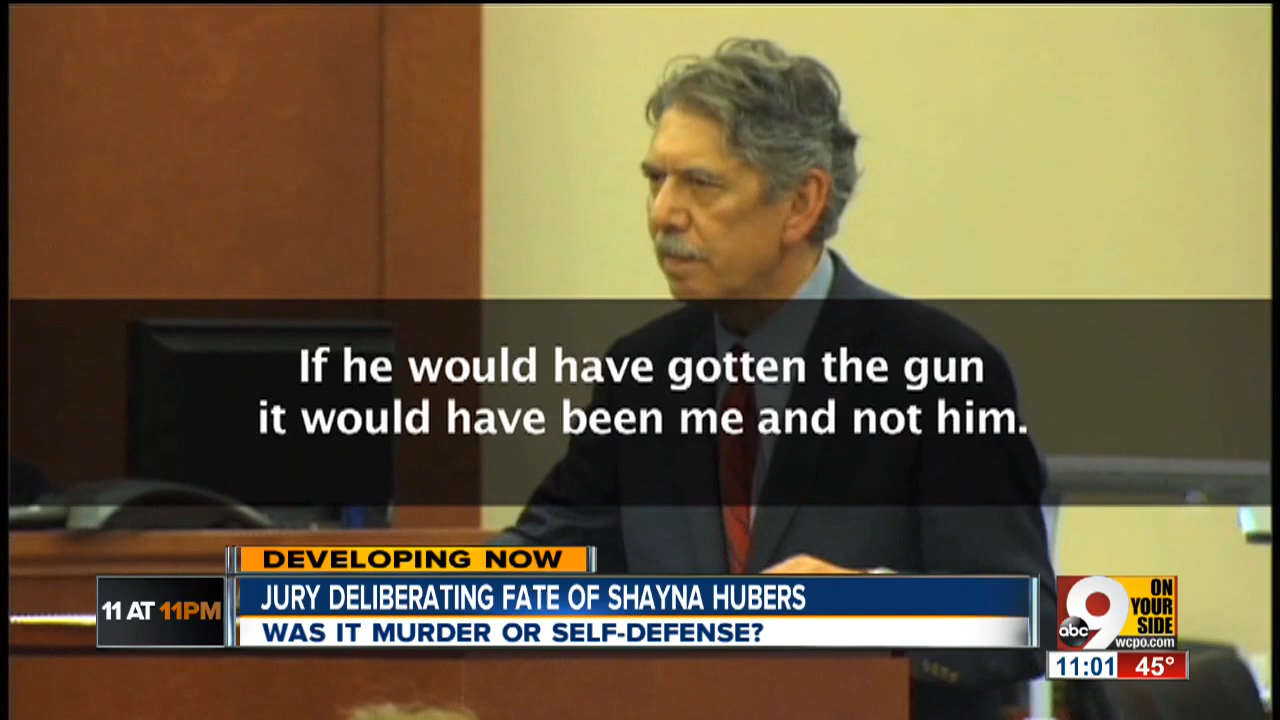 If he would have gotten the gun
it would have been me and not him.
DEVELOPING NOW
11 AT 11PM
JURY DELIBERATING FATE OF SHAYNA HUBERS
WAS IT MURDER OR SELF-DEFENSE?
abc 9
ON
YOUR
SIDE
wcpo.com
11:01 45°